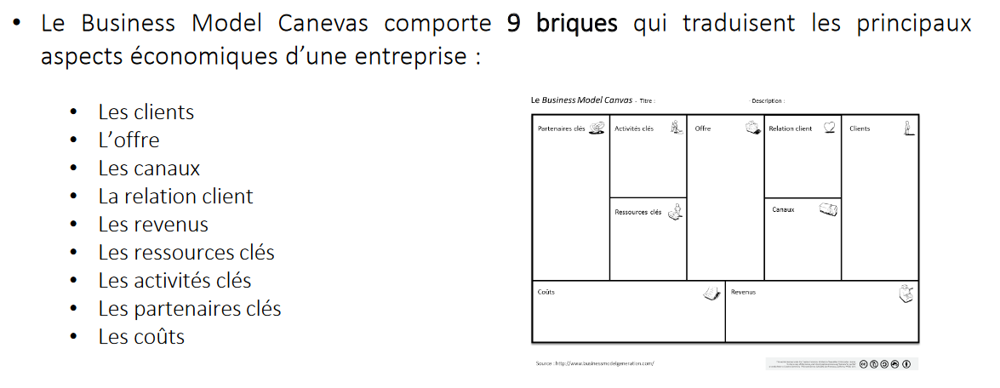 • Le Business Model Canevas comporte 9 briques qui traduisent les principaux
aspects économiques d’une entreprise :
• Les clients
• L’offre
• Les canaux
• La relation client
• Les revenus
• Les ressources clés
• Les activités clés
• Les partenaires clés
• Les coûts
Le Business Model Canvas - Titre : - Description :
Partenaires clés
Activités clés
Offre
Relation client
Clients
Ressources clés
Canaux
Coûts
Revenus
Source : http://www.businessmodelgeneration.com/